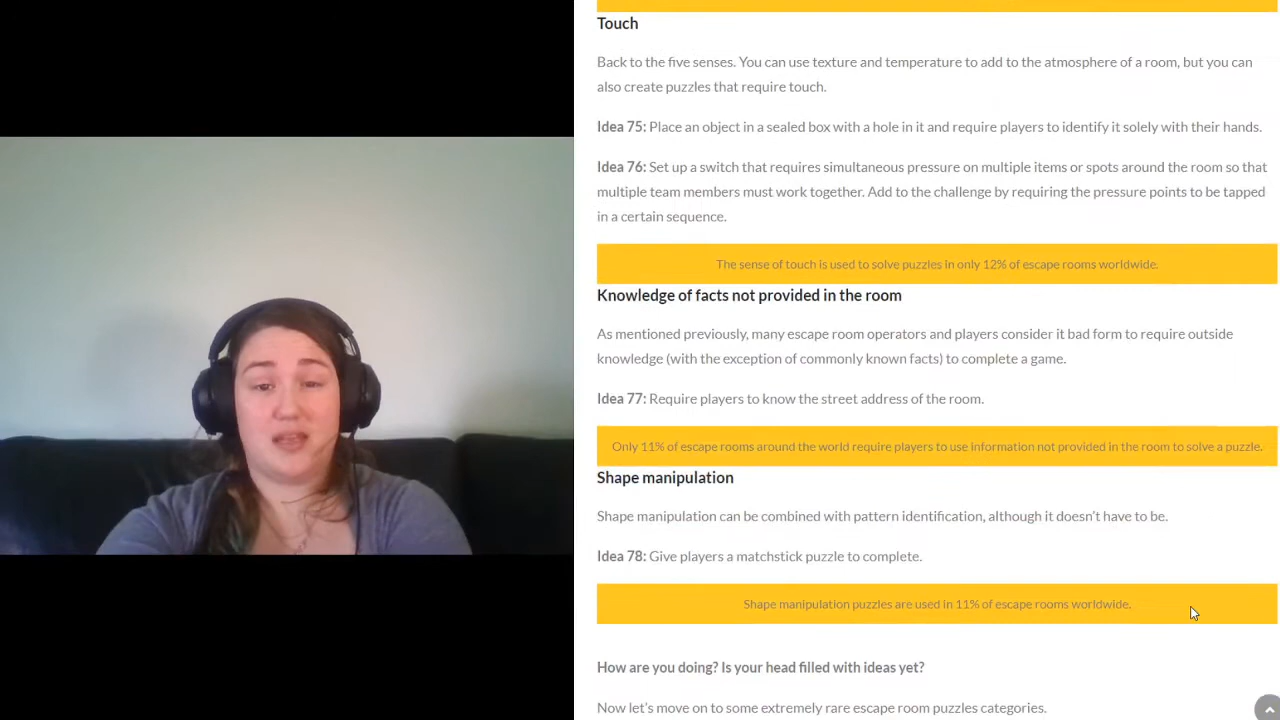 Touch
Back to the five senses. You can use texture and temperature to add to the atmosphere of a room, but you can
also create puzzles that require touch.
Idea 75: Place an object in a sealed box with a hole in it and require players to identify it solely with their hands.
Idea 76: Set up a switch that requires simultaneous pressure on multiple items or spots around the room so that
multiple team members must work together. Add to the challenge by requiring the pressure points to be tapped
in a certain sequence.
The sense of touch is used to solve puzzles in only 12% of escape rooms worldwide.
Knowledge of facts not provided in the room
As mentioned previously, many escape room operators and players consider it bad form to require outside
knowledge (with the exception of commonly known facts) to complete a game.
Idea 77: Require players to know the street address of the room.
Only 11% of escape rooms around the world require players to use information not provided in the room to solve a puzzle.
Shape manipulation
Shape manipulation can be combined with pattern identification, although it doesn't have to be.
Idea 78: Give players a matchstick puzzle to complete.
Shape manipulation puzzles are used in 11% of escape rooms worldwide.
How are you doing? Is your head filled with ideas yet?
Now let's move on to some extremely rare escape room puzzles categories.